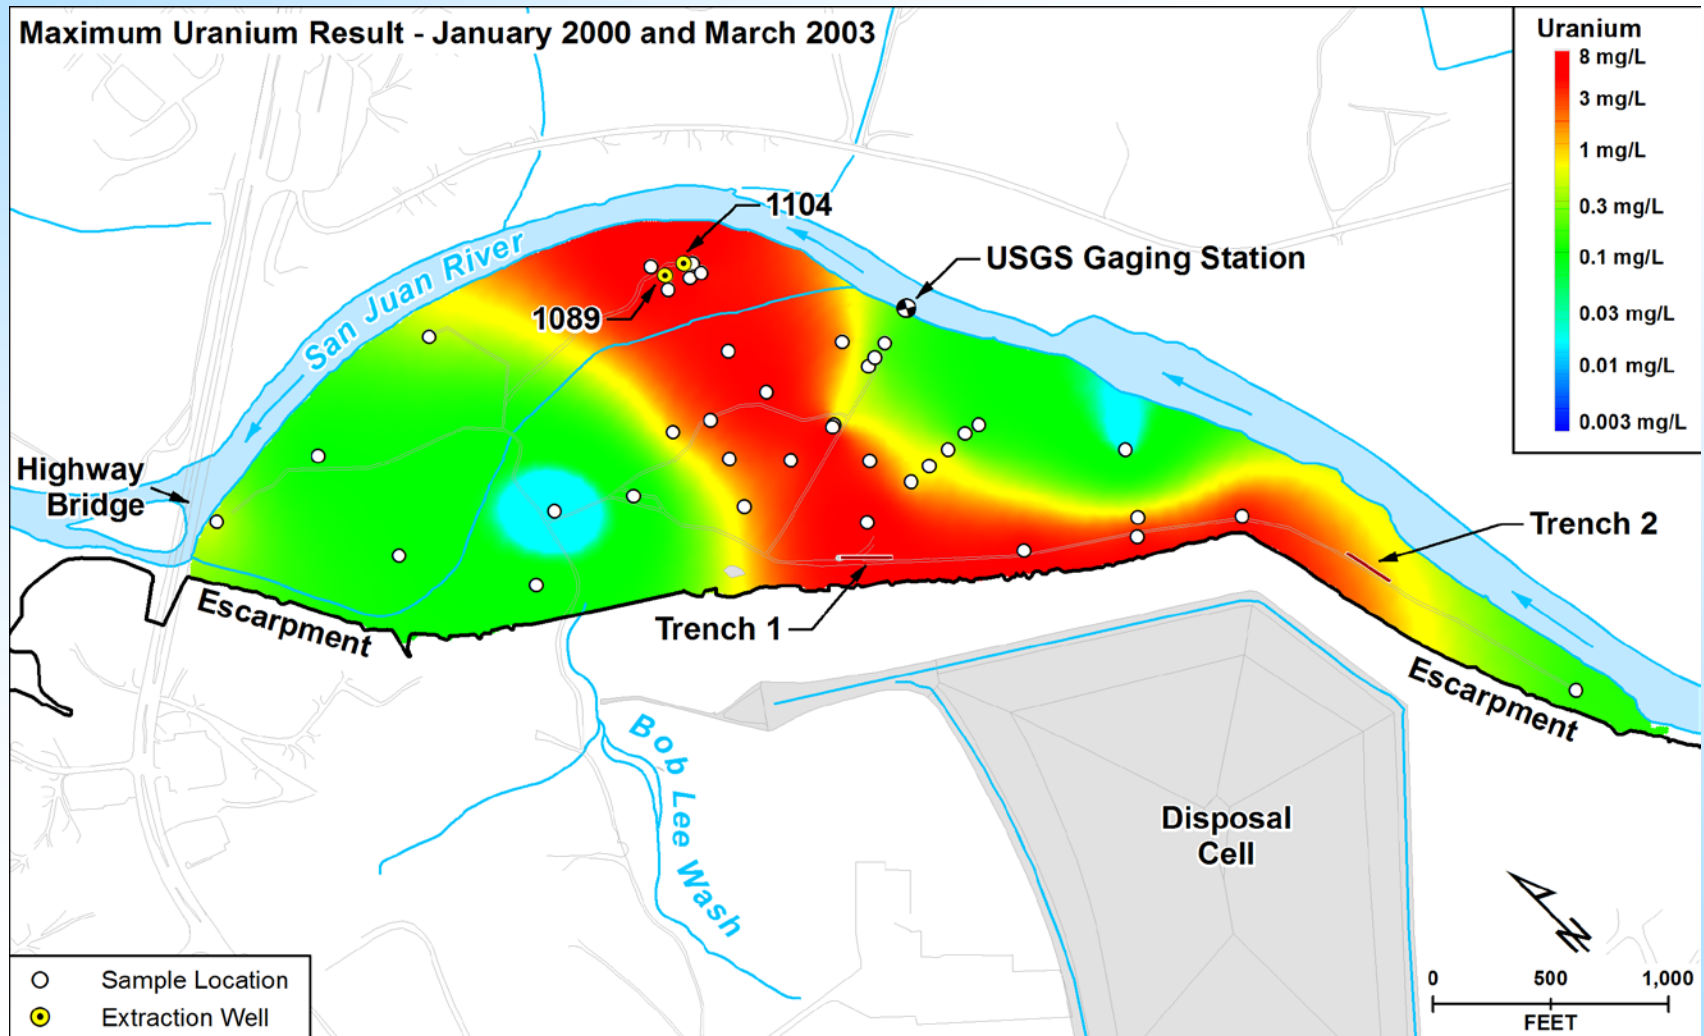 Maximum Uranium Result - January 2000 and March 2003
Uranium
8 mg/L
3 mg/L
1 mg/L
0.3 mg/L
0.1 mg/L
0.03 mg/L
0.01 mg/L
0.003 mg/L
1104
USGS Gaging Station
San Juan River
1089
Highway
Bridge
Trench 2
Escarpment
Trench 1
Escarpment
Bob Lee Wash
Disposal
Cell
N
Sample Location
Extraction Well
0 500 1,000
FEET